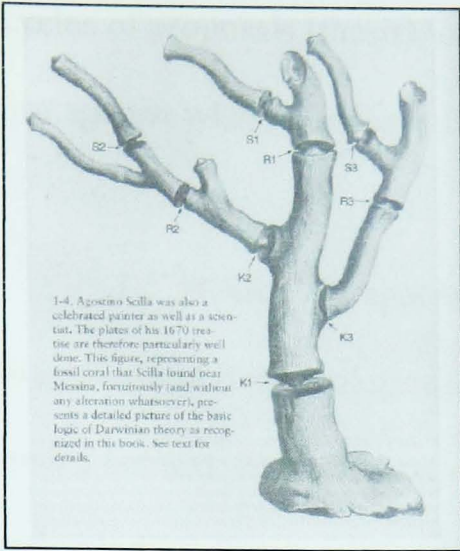 S1
S2
R1
S3
R3
R2
K2
K3
K1
1-4. Agostino Scilla was also a
celebrated painter as well as a scien-
tist. The plates of his 1670 trea-
tise are therefore particularly well
done. This figure, representing a
fossil coral that Scilla found near
Messina, fortuitously (and without
any alteration whatsoever), pre-
sents a detailed picture of the basic
logic of Darwinian theory as recog-
nized in this book. See text for
details.